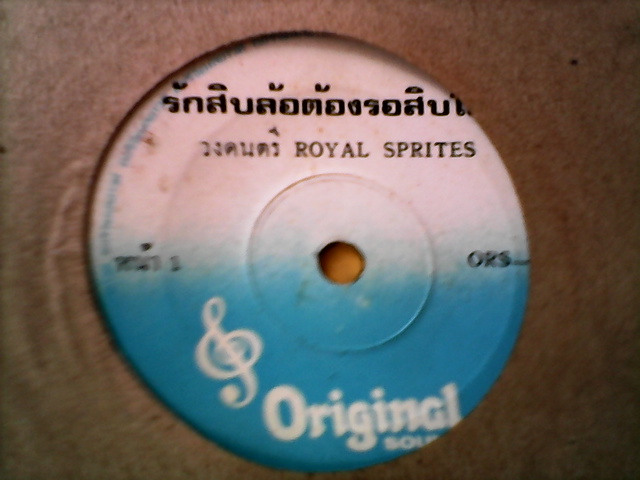 รักสิบล้อต้องรอสิบ
วงดนตรี ROYAL SPRITES
หน้า 1
ORS—
Original